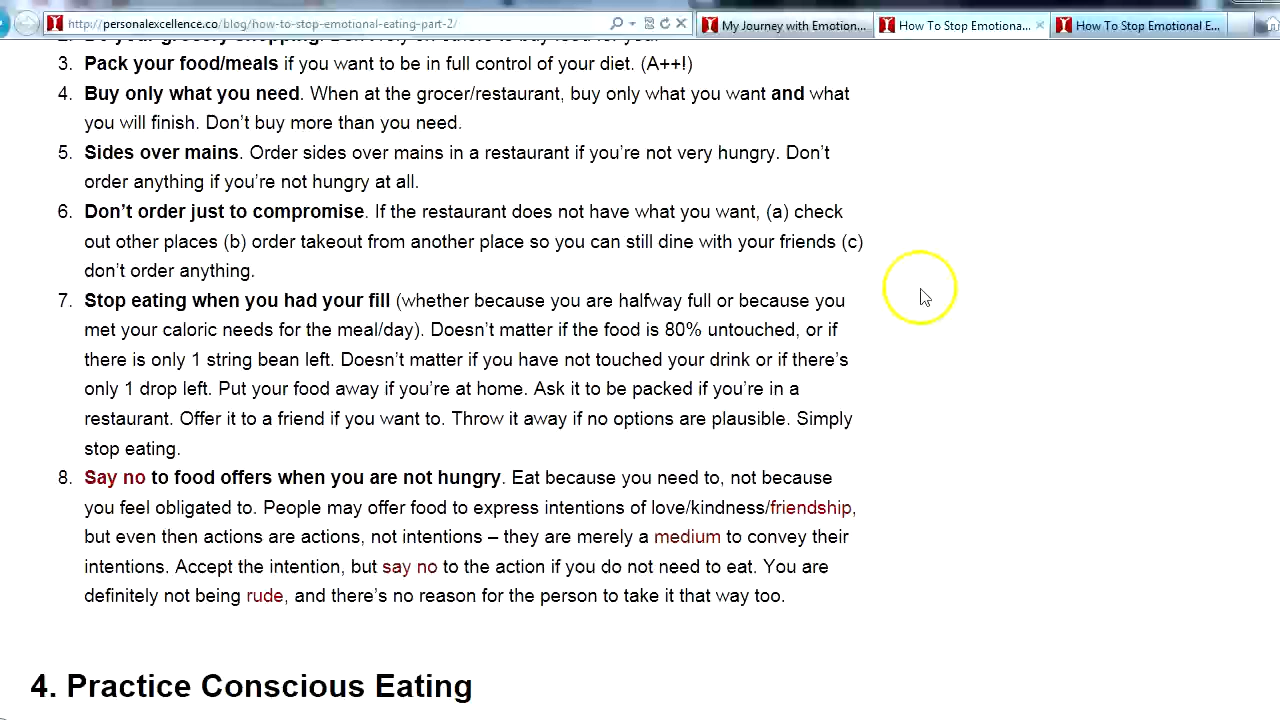 http://personalexcellence.co/blog/how-to-stop-emotional-eating-part-2/
My Journey with Emotion...
How To Stop Emotiona...
How To Stop Emotional E...
3. Pack your food/meals if you want to be in full control of your diet. (A++!)
4. Buy only what you need. When at the grocer/restaurant, buy only what you want and what
you will finish. Don't buy more than you need.
5. Sides over mains. Order sides over mains in a restaurant if you're not very hungry. Don't
order anything if you're not hungry at all.
6. Don't order just to compromise. If the restaurant does not have what you want, (a) check
out other places (b) order takeout from another place so you can still dine with your friends (c)
don't order anything.
7. Stop eating when you had your fill (whether because you are halfway full or because you
met your caloric needs for the meal/day). Doesn't matter if the food is 80% untouched, or if
there is only 1 string bean left. Doesn't matter if you have not touched your drink or if there's
only 1 drop left. Put your food away if you're at home. Ask it to be packed if you're in a
restaurant. Offer it to a friend if you want to. Throw it away if no options are plausible. Simply
stop eating.
8. Say no to food offers when you are not hungry. Eat because you need to, not because
you feel obligated to. People may offer food to express intentions of love/kindness/friendship,
but even then actions are actions, not intentions – they are merely a medium to convey their
intentions. Accept the intention, but say no to the action if you do not need to eat. You are
definitely not being rude, and there's no reason for the person to take it that way too.
4. Practice Conscious Eating